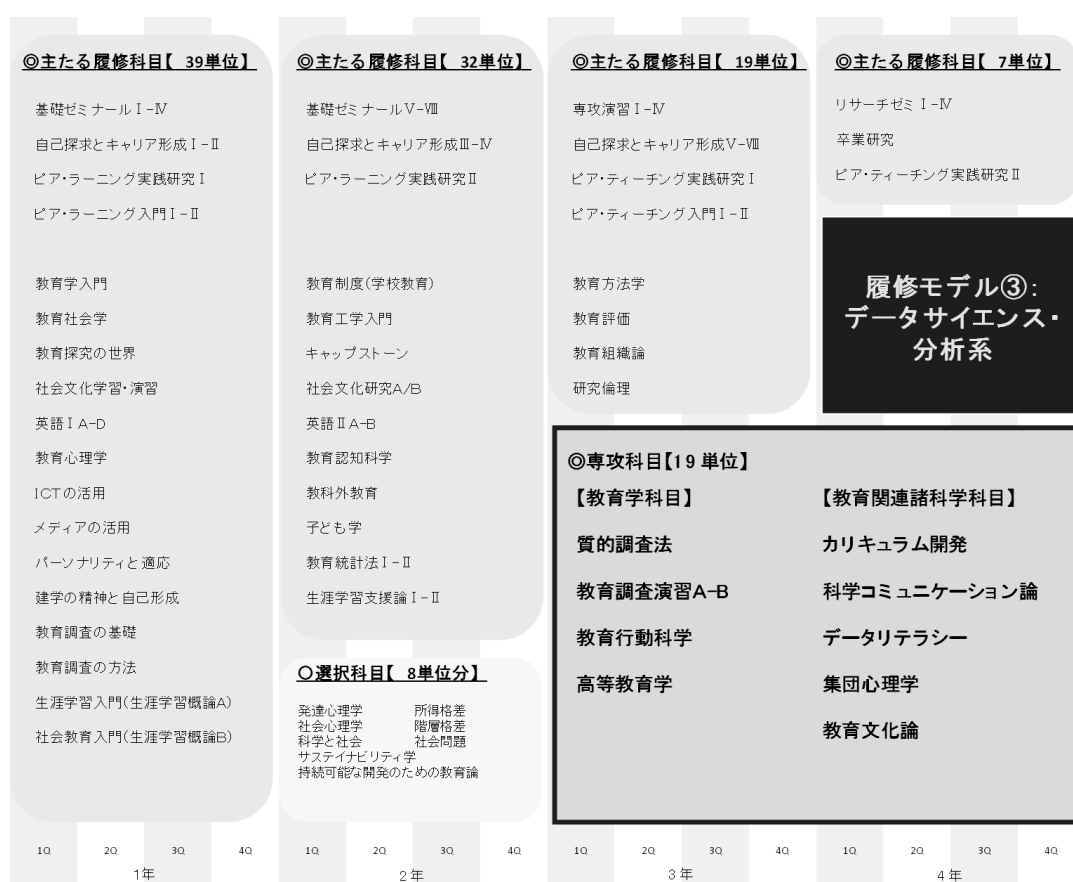 ◎主たる履修科目【 39単位】
基礎ゼミナールⅠ-Ⅳ
自己探求とキャリア形成Ⅰ-Ⅱ
ピア・ラーニング実践研究Ⅰ
ピア・ラーニング入門Ⅰ-Ⅱ
教育学入門
教育社会学
教育探究の世界
社会文化学習・演習
英語ⅠA-D
教育心理学
ICTの活用
メディアの活用
パーソナリティと適応
建学の精神と自己形成
教育調査の基礎
教育調査の方法
生涯学習入門(生涯学習概論A)
社会教育入門(生涯学習概論B)
◎主たる履修科目【 32単位】
基礎ゼミナールⅤ-Ⅷ
自己探求とキャリア形成Ⅲ-Ⅳ
ピア・ラーニング実践研究Ⅱ
教育制度(学校教育)
教育工学入門
キャップストーン
社会文化研究A/B
英語ⅡA-B
教育認知科学
教科外教育
子ども学
教育統計法Ⅰ-Ⅱ
生涯学習支援論Ⅰ-Ⅱ
○選択科目【 8単位分】
発達心理学 所得格差
社会心理学 階層格差
科学と社会 社会問題
サステイナビリティ学
持続可能な開発のための教育論
◎主たる履修科目【 19単位】
専攻演習Ⅰ-Ⅳ
自己探求とキャリア形成Ⅴ-Ⅷ
ピア・ティーチング実践研究Ⅰ
ピア・ティーチング入門Ⅰ-Ⅱ
教育方法学
教育評価
教育組織論
研究倫理
◎主たる履修科目【 7単位】
リサーチゼミⅠ-Ⅳ
卒業研究
ピア・ティーチング実践研究Ⅱ
履修モデル③:
データサイエンス・
分析系
◎専攻科目【19単位】
【教育学科目】 【教育関連諸科学科目】
質的調査法 カリキュラム開発
教育調査演習A-B 科学コミュニケーション論
教育行動科学 データリテラシー
高等教育学 集団心理学
教育文化論
1Q 2Q 3Q 4Q 1Q 2Q 3Q 4Q 1Q 2Q 3Q 4Q 1Q 2Q 3Q 4Q
1年 2年 3年 4年